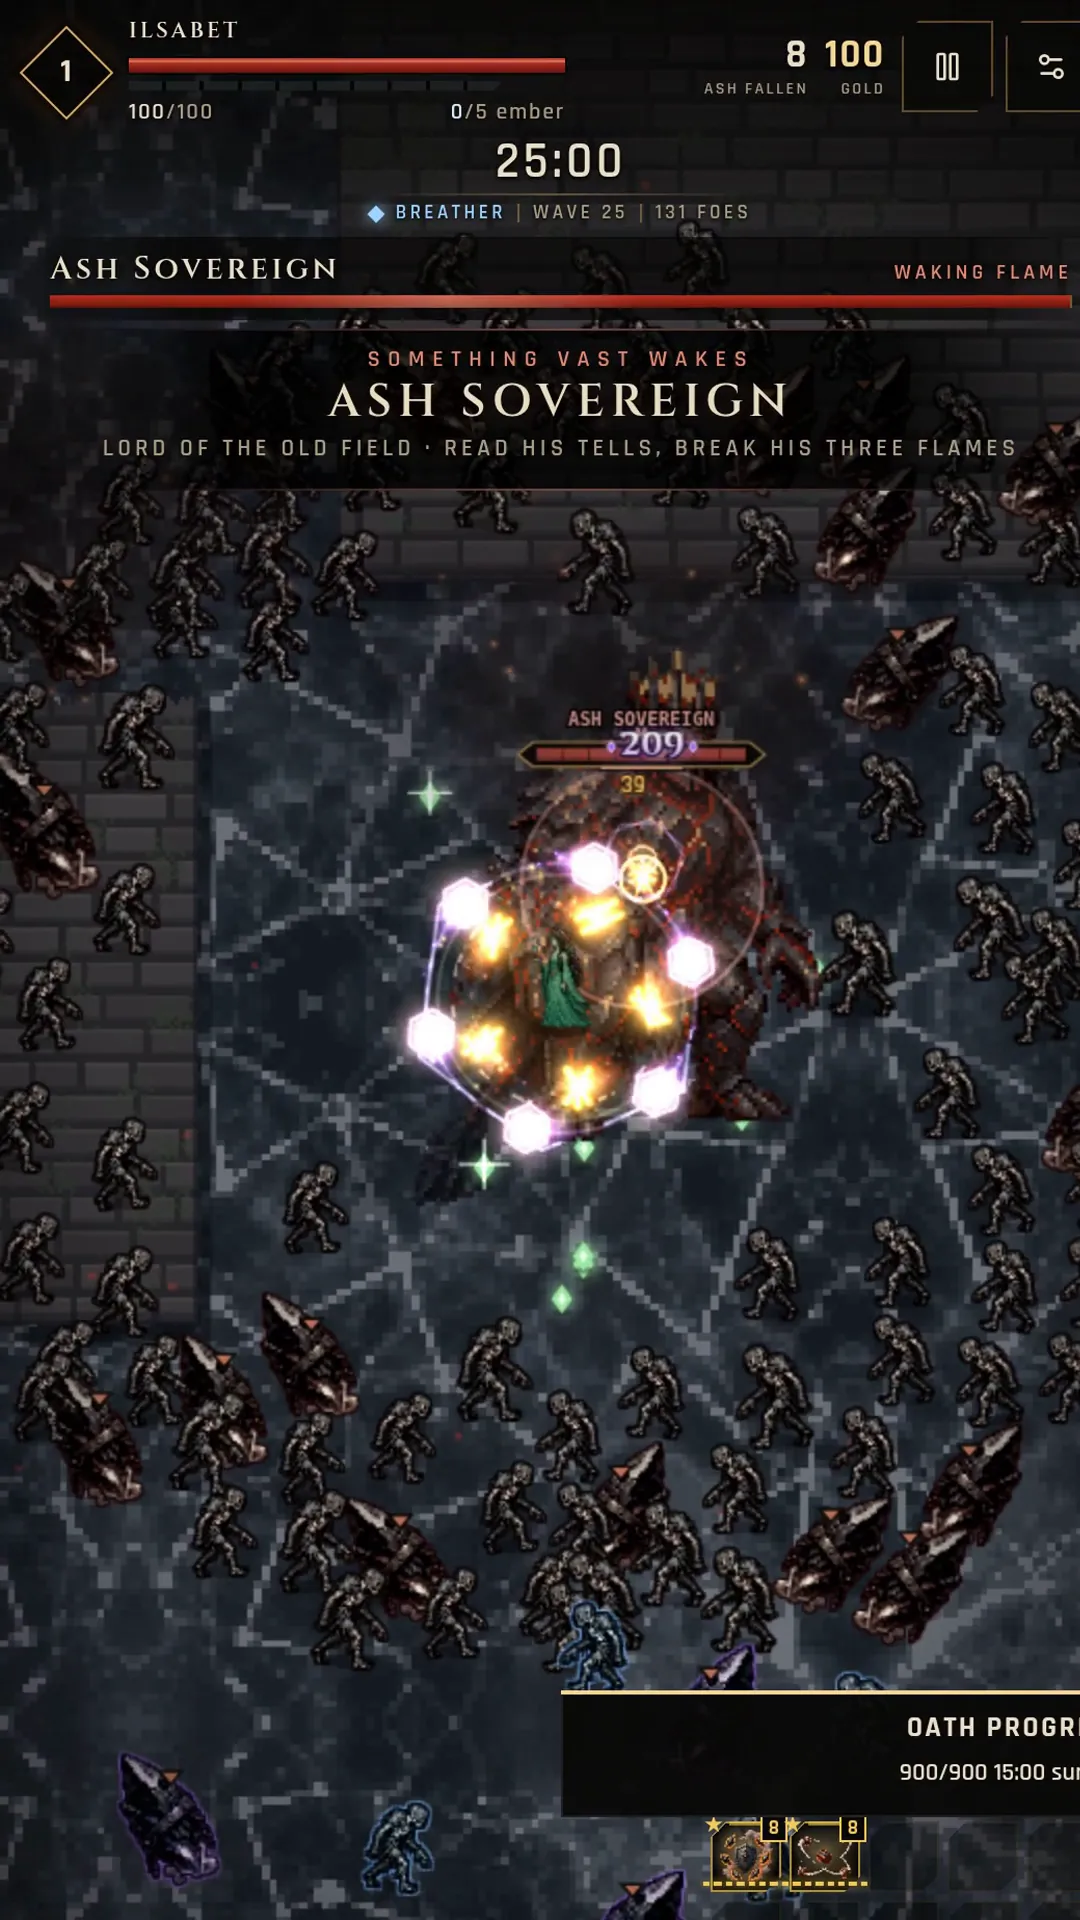 1
ILSABET
100/100
0/5 ember
8 100
ASH FALLEN GOLD
25:00
BREATHER | WAVE 25 | 131 FOES
ASH SOVEREIGN
WAKING FLAME
SOMETHING VAST WAKES
ASH SOVEREIGN
LORD OF THE OLD FIELD · READ HIS TELLS, BREAK HIS THREE FLAMES
ASH SOVEREIGN
209
39
OATH PROGR
900/900 15:00 sur
8 8